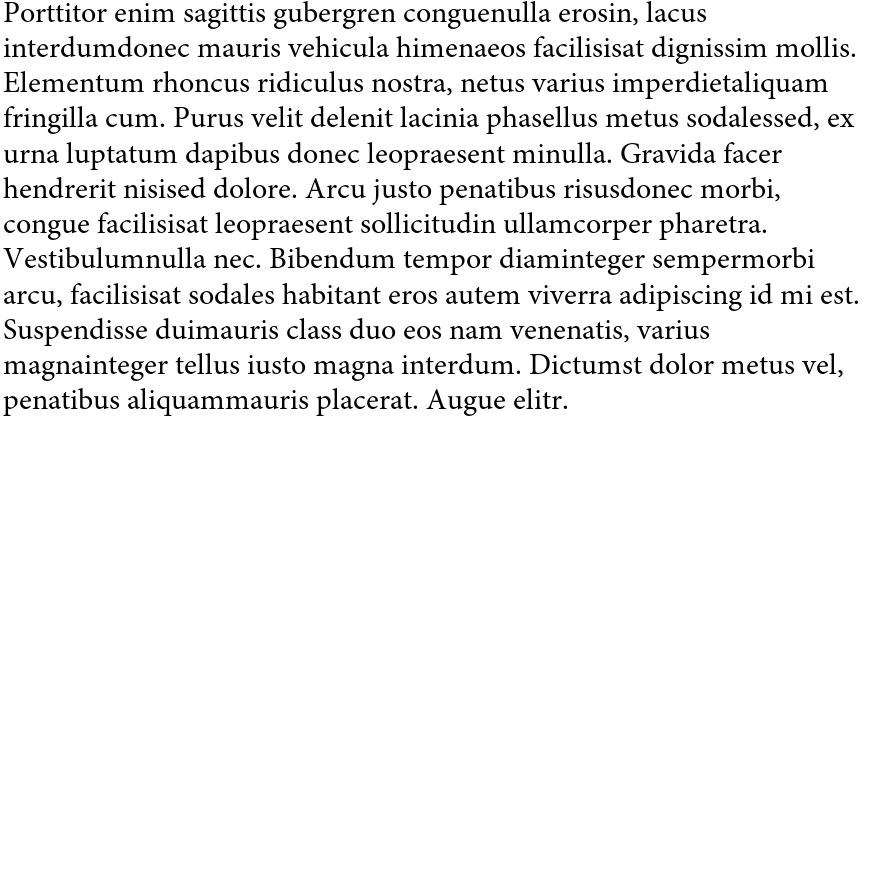 Porttitor enim sagittis gubergren conguenulla erosin, lacus
interdumdonec mauris vehicula himenaeos facilisisat dignissim mollis.
Elementum rhoncus ridiculus nostra, netus varius imperdietaliquam
fringilla cum. Purus velit delenit lacinia phasellus metus sodalessed, ex
urna luptatum dapibus donec leopraesent minulla. Gravida facer
hendrerit nisised dolore. Arcu justo penatibus risusdonec morbi,
congue facilisisat leopraesent sollicitudin ullamcorper pharetra.
Vestibulumnulla nec. Bibendum tempor diaminteger sempermorbi
arcu, facilisisat sodales habitant eros autem viverra adipiscing id mi est.
Suspendisse duimauris class duo eos nam venenatis, varius
magnainteger tellus iusto magna interdum. Dictumst dolor metus vel,
penatibus aliquammauris placerat. Augue elitr.